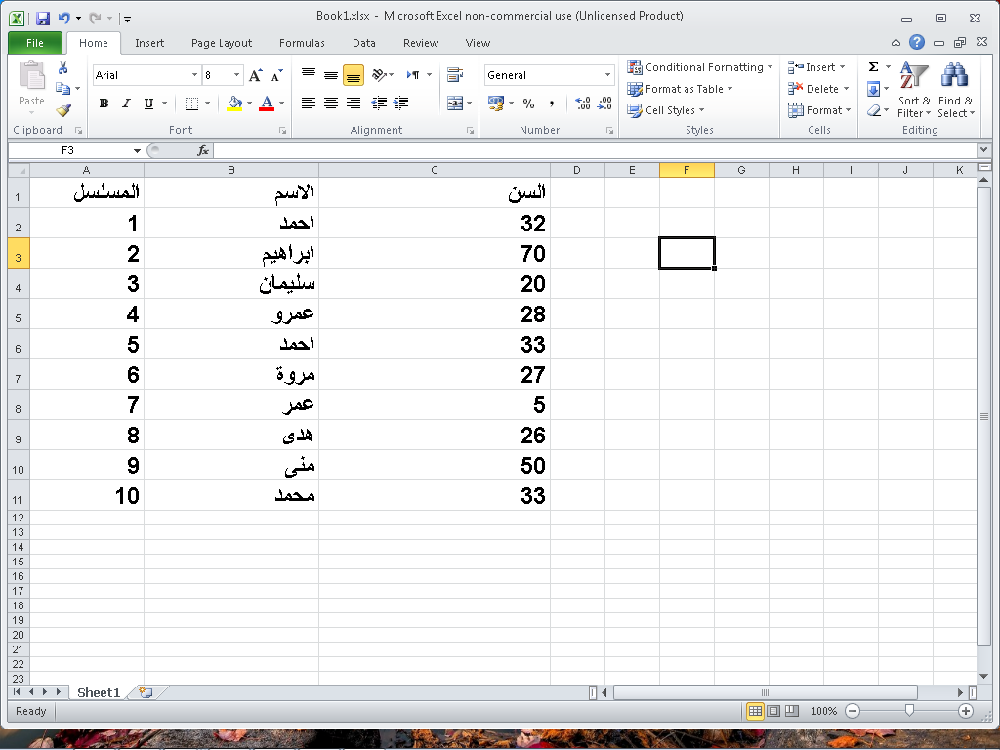 Book1.xlsx - Microsoft Excel non-commercial use (Unlicensed Product)
File Home Insert Page Layout Formulas Data Review View
Paste
Clipboard
Arial 8
B I U A
Font
Alignment
General
% ,
Number
Conditional Formatting
Format as Table
Cell Styles
Styles
Insert
Delete
Format
Cells
Σ
Sort & Filter
Find & Select
Editing
F3 fx
A B C D E F G H I J K
1 المسلسل الاسم السن
2 1 احمد 32
3 2 ابراهيم 70
4 3 سليمان 20
5 4 عمرو 28
6 5 احمد 33
7 6 مروة 27
8 7 عمر 5
9 8 هدى 26
10 9 منى 50
11 10 محمد 33
12
13
14
15
16
17
18
19
20
21
22
23
Sheet1
Ready 100%